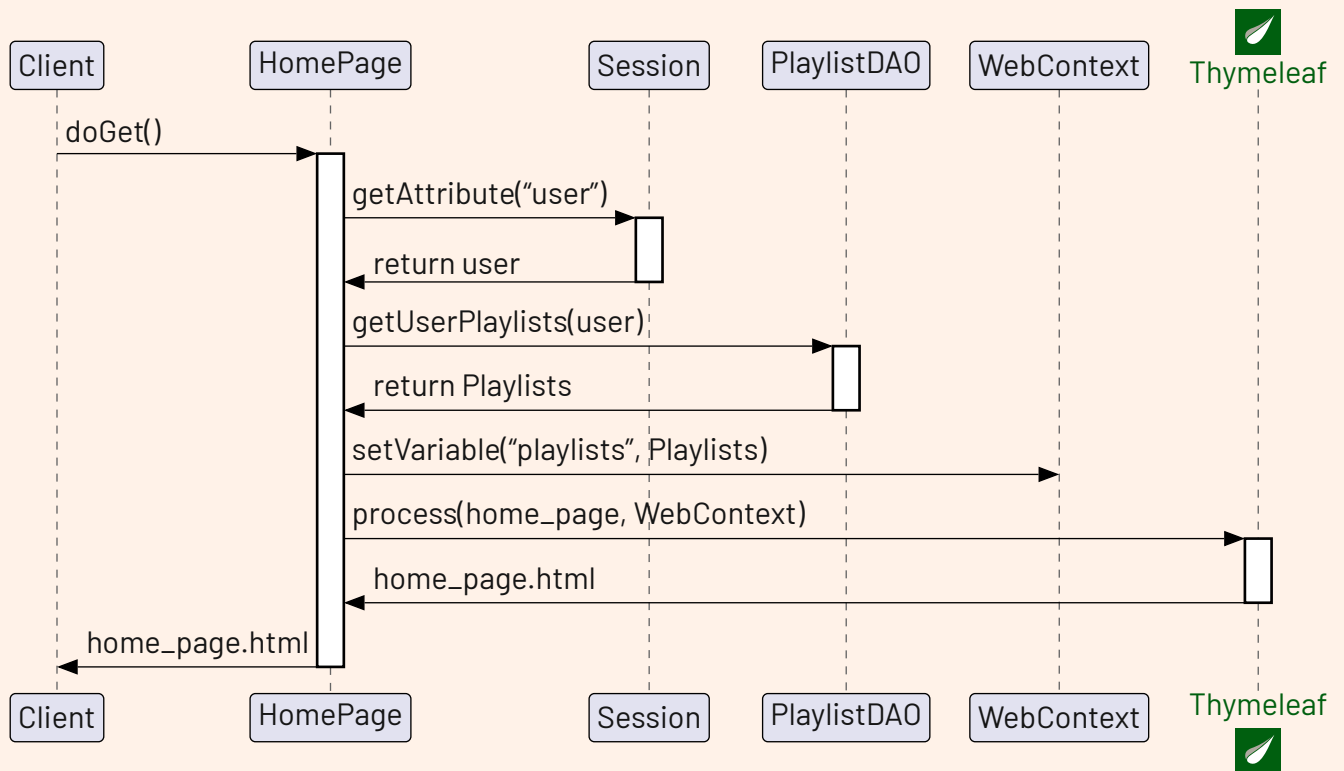 Client
HomePage
Session
PlaylistDAO
WebContext
Thymeleaf
doGet()
getAttribute(“user”)
return user
getUserPlaylists(user)
return Playlists
setVariable(“playlists”, Playlists)
process(home_page, WebContext)
home_page.html
home_page.html
Client
HomePage
Session
PlaylistDAO
WebContext
Thymeleaf